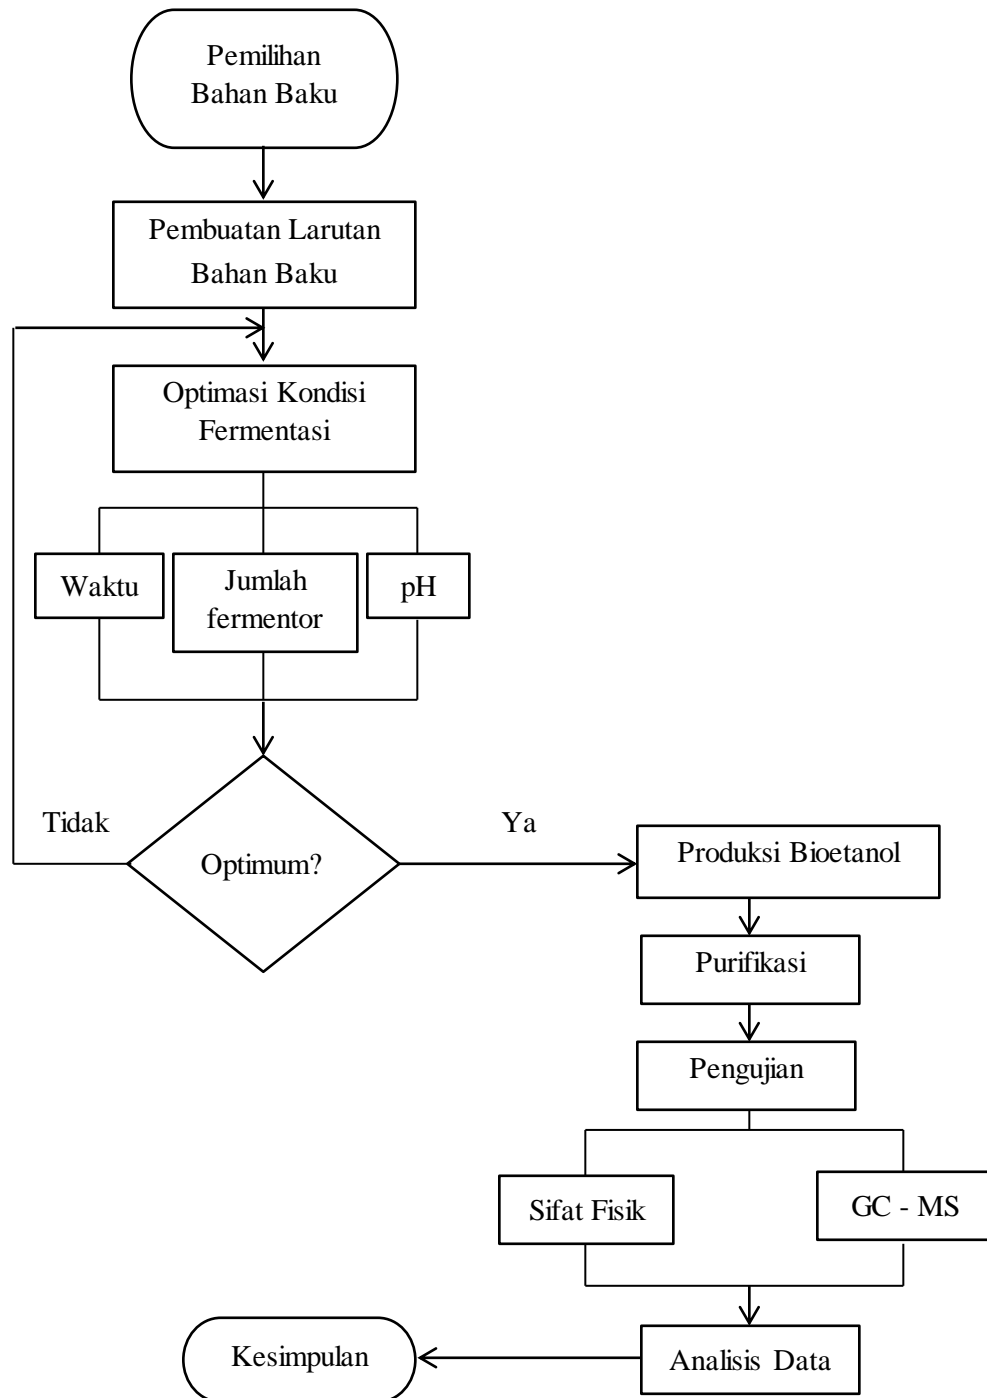 Pemilihan
Bahan Baku
Pembuatan Larutan
Bahan Baku
Optimasi Kondisi
Fermentasi
Waktu
Jumlah
fermentor
pH
Tidak
Optimum?
Ya
Produksi Bioetanol
Purifikasi
Pengujian
Sifat Fisik
GC - MS
Analisis Data
Kesimpulan